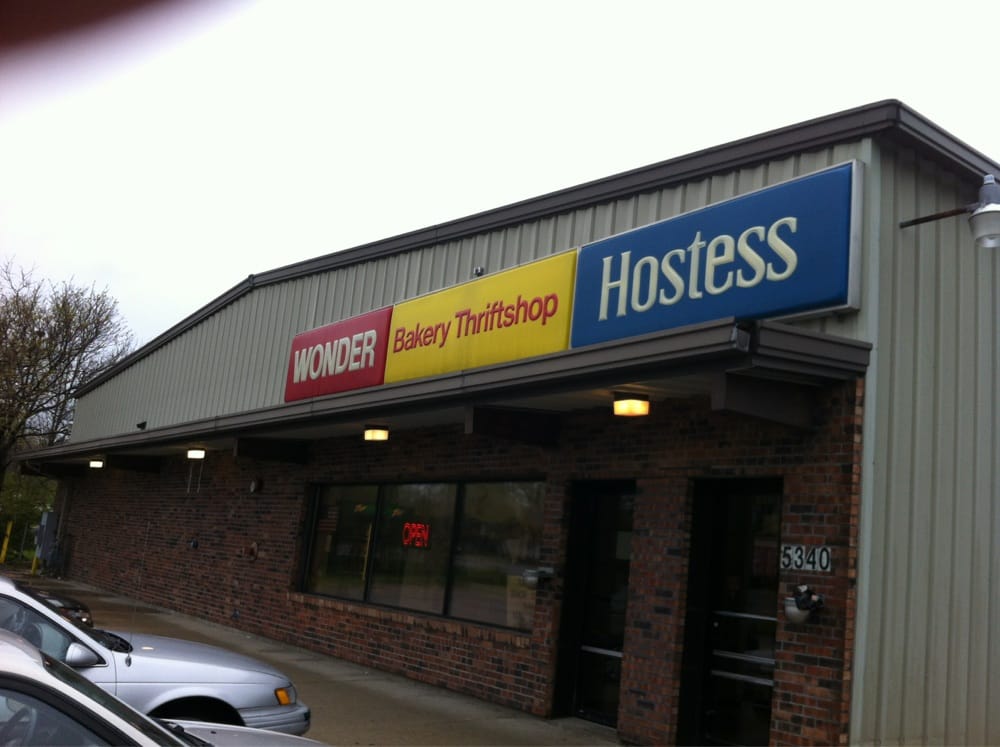 WONDER
Bakery Thriftshop
Hostess
OPEN
5340